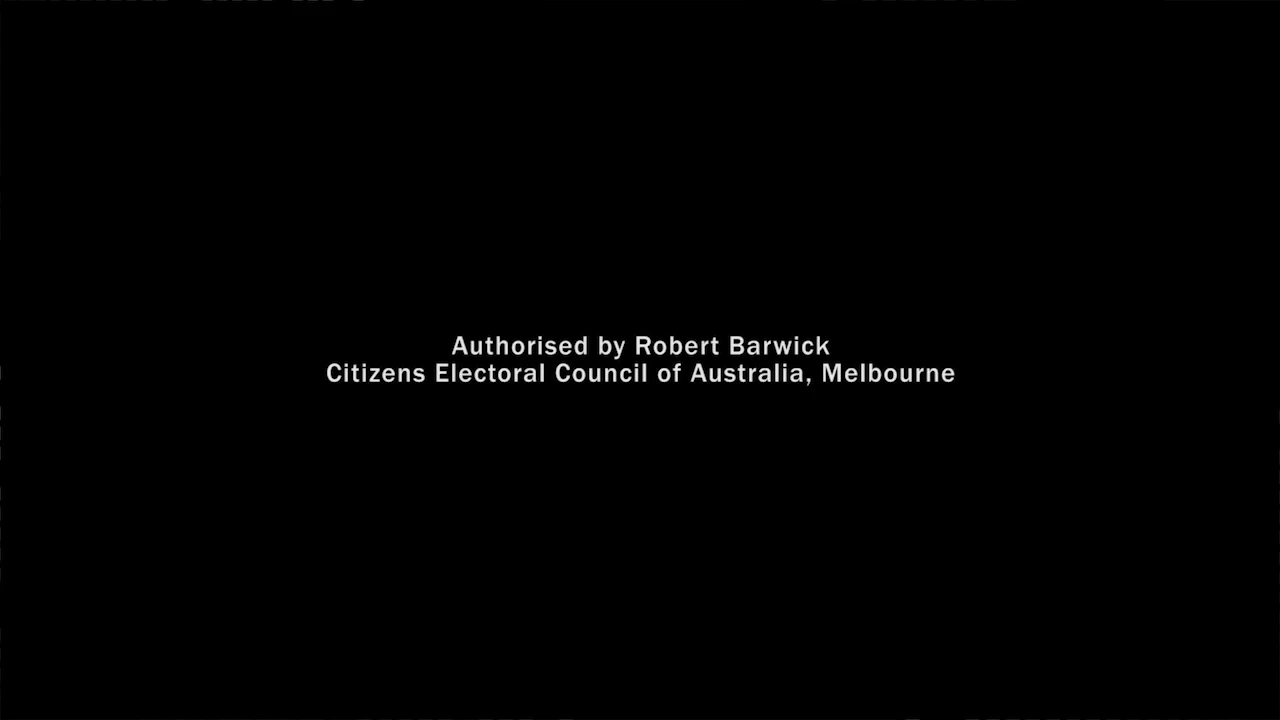 Authorised by Robert Barwick
Citizens Electoral Council of Australia, Melbourne